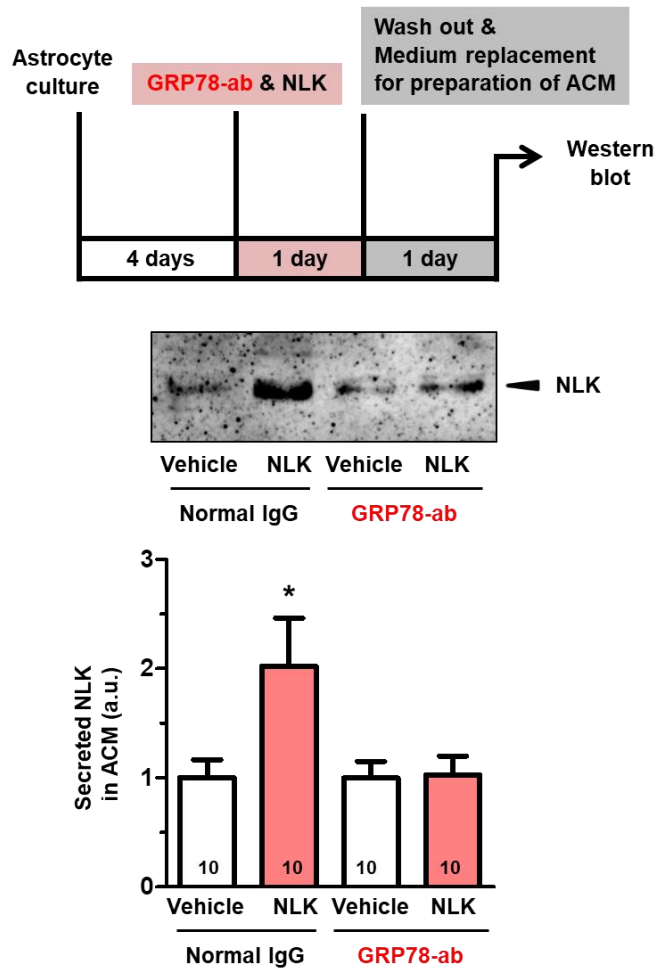 Astrocyte
culture
GRP78-ab & NLK
Wash out &
Medium replacement
for preparation of ACM
Western
blot
4 days
1 day
1 day
NLK
Vehicle
NLK
Vehicle
NLK
Normal IgG
GRP78-ab
Secreted NLK
in ACM (a.u.)
3
2
1
0
*
10
10
10
10
Vehicle
NLK
Vehicle
NLK
Normal IgG
GRP78-ab